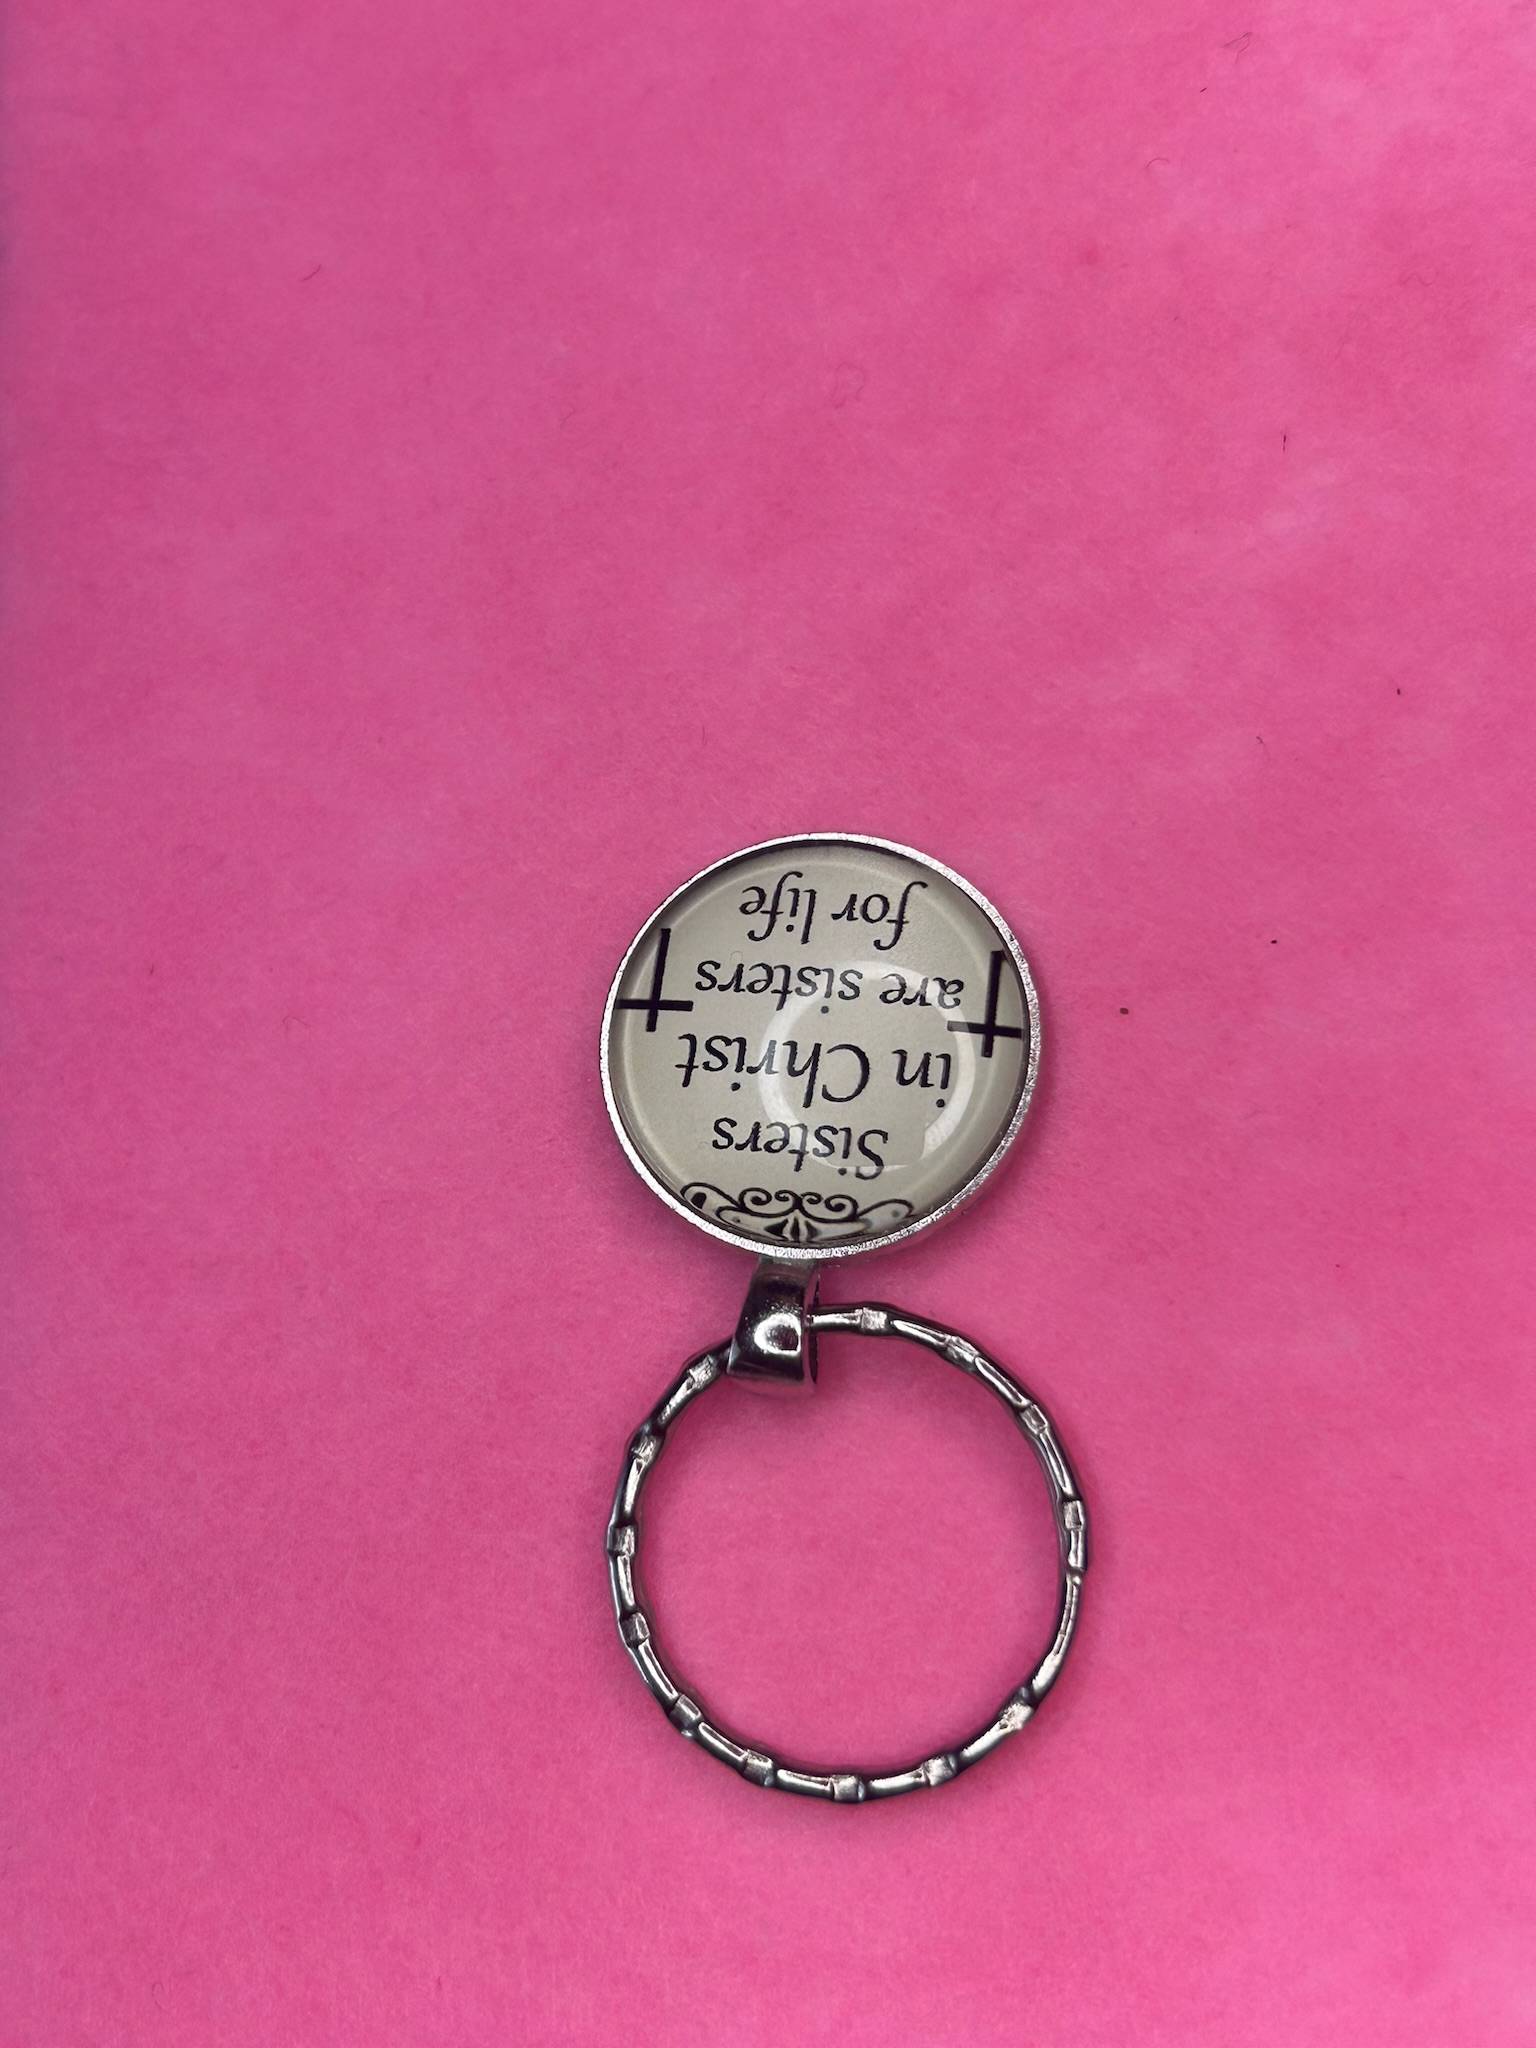 Sisters
in Christ
are sisters
for life